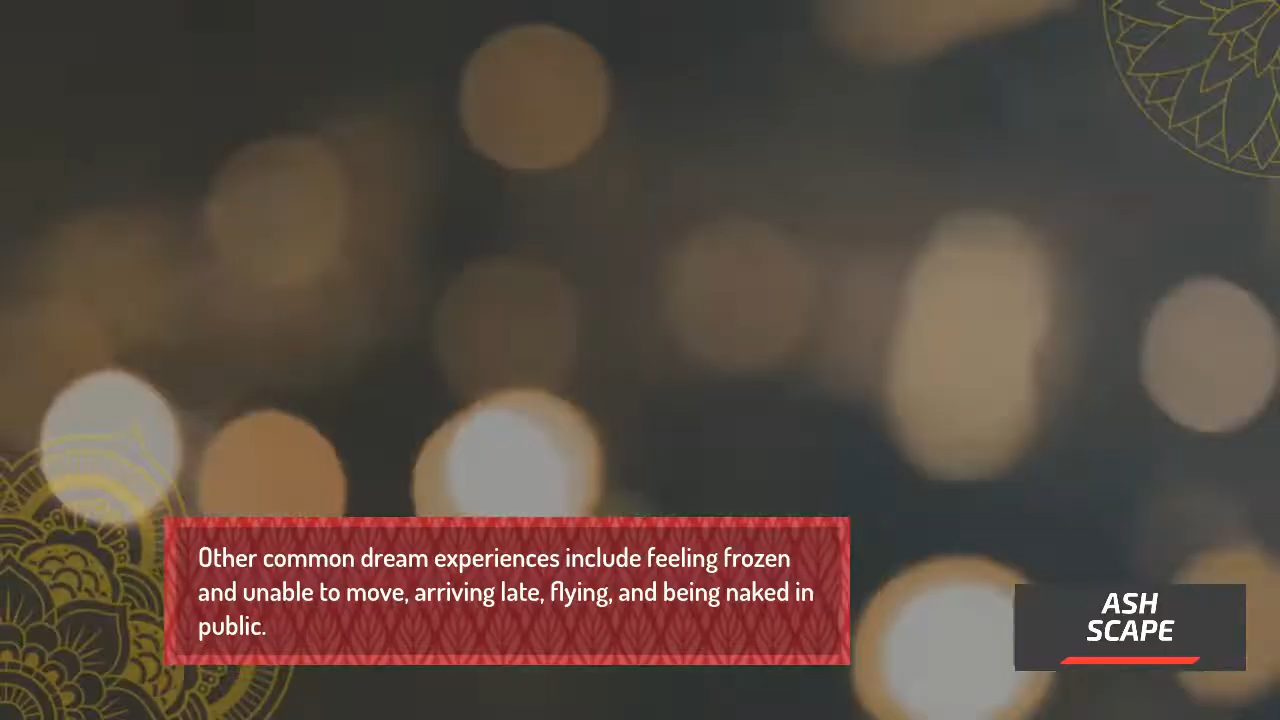 Other common dream experiences include feeling frozen
and unable to move, arriving late, flying, and being naked in
public.
ASH
SCAPE